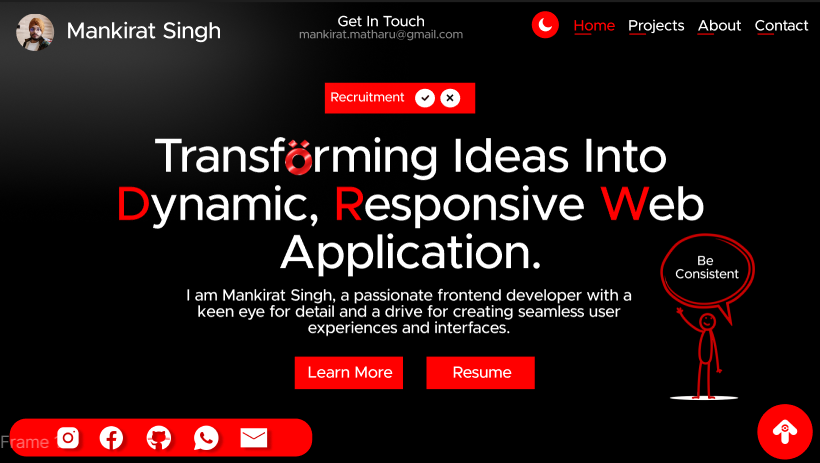 Mankirat Singh
Get In Touch
mankirat.matharu@gmail.com
Home Projects About Contact
Recruitment
Transförming Ideas Into
Dynamic, Responsive Web
Application.
I am Mankirat Singh, a passionate frontend developer with a
keen eye for detail and a drive for creating seamless user
experiences and interfaces.
Be
Consistent
Learn More
Resume
Frame